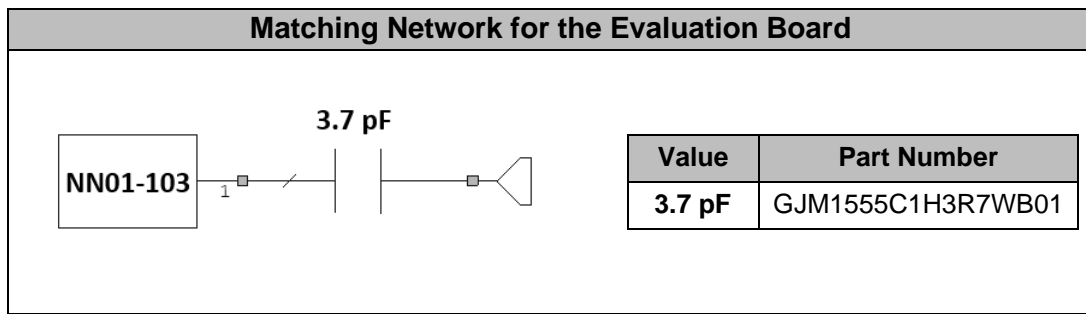 Matching Network for the Evaluation Board
3.7 pF
NN01-103
1
Value Part Number
3.7 pF GJM1555C1H3R7WB01